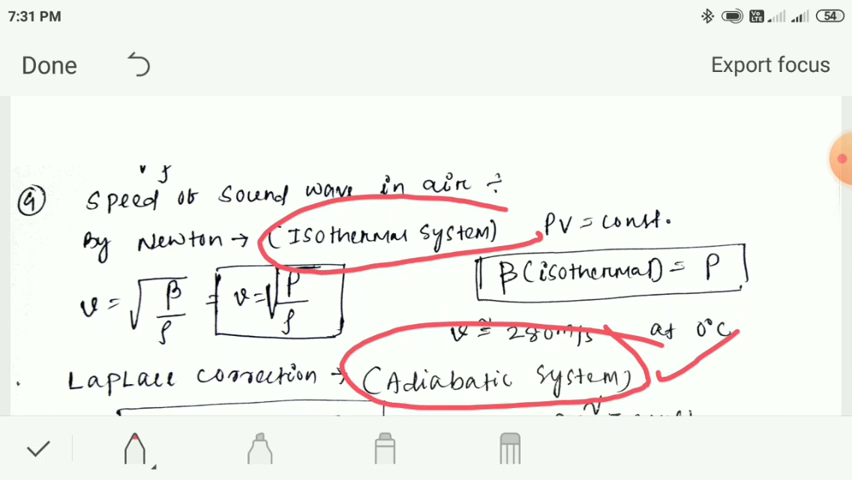 7:31 PM
54
Done
Export focus
v f
9 Speed of Sound wave in air ÷
By Newton → (Isothermal System) PV = const.
v = √β/ρ = v = √P/ρ
β (isothermal) = P
v ≅ 280 m/s at 0°C
LapLace correction → (Adiabatic System)